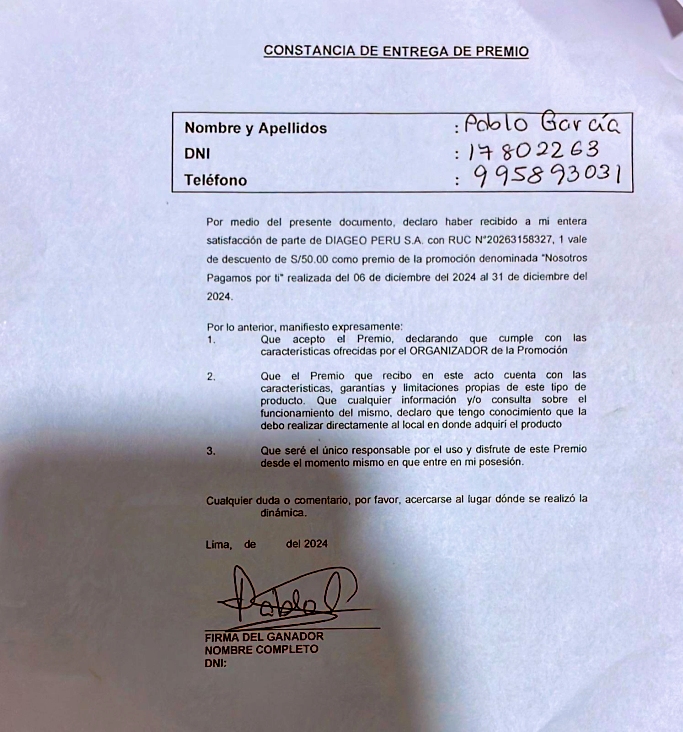 CONSTANCIA DE ENTREGA DE PREMIO
Nombre y Apellidos : Pablo García
DNI : 17802263
Teléfono : 995893031
Por medio del presente documento, declaro haber recibido a mi entera
satisfacción de parte de DIAGEO PERU S.A. con RUC N°20263158327, 1 vale
de descuento de S/50.00 como premio de la promoción denominada "Nosotros
Pagamos por ti" realizada del 06 de diciembre del 2024 al 31 de diciembre del
2024.
Por lo anterior, manifiesto expresamente:
1. Que acepto el Premio, declarando que cumple con las
características ofrecidas por el ORGANIZADOR de la Promoción
2. Que el Premio que recibo en este acto cuenta con las
características, garantías y limitaciones propias de este tipo de
producto. Que cualquier información y/o consulta sobre el
funcionamiento del mismo, declaro que tengo conocimiento que la
debo realizar directamente al local en donde adquirí el producto
3. Que seré el único responsable por el uso y disfrute de este Premio
desde el momento mismo en que entre en mi posesión.
Cualquier duda o comentario, por favor, acercarse al lugar dónde se realizó la
dinámica.
Lima, de del 2024
Pablo
FIRMA DEL GANADOR
NOMBRE COMPLETO
DNI: